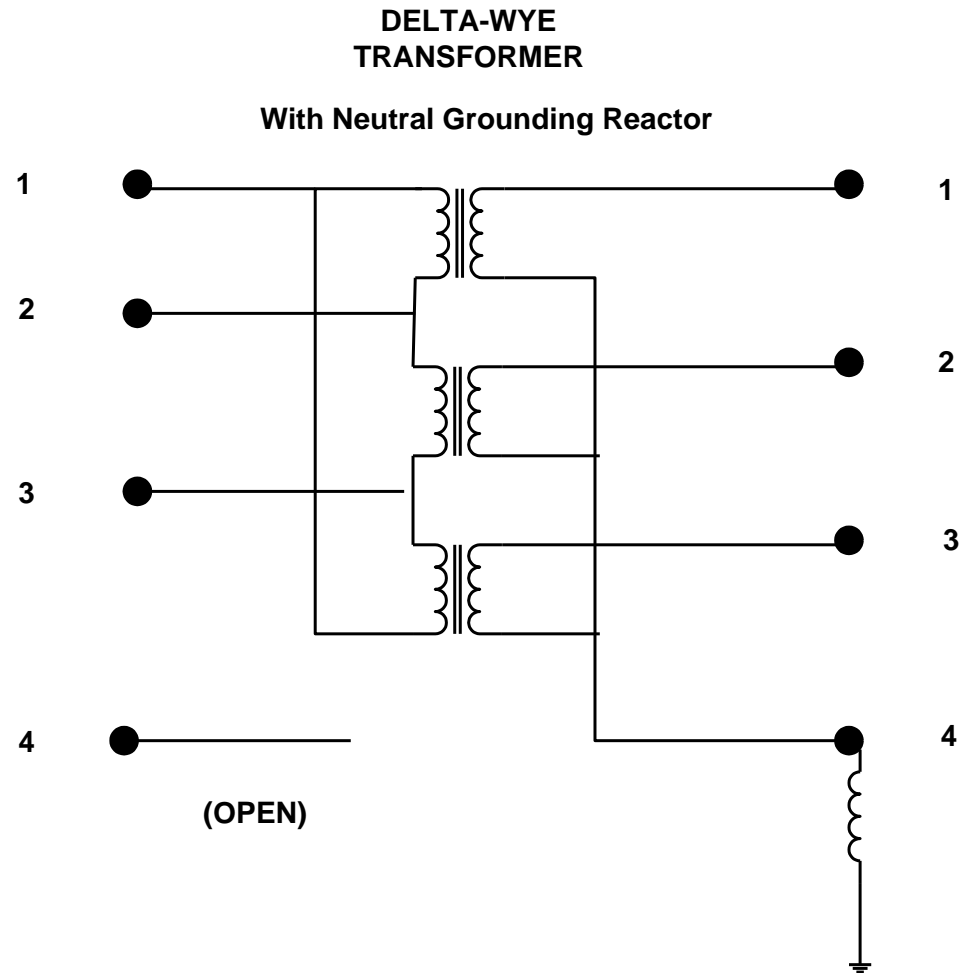 DELTA-WYE
TRANSFORMER
With Neutral Grounding Reactor
1
1
2
2
3
3
4
4
(OPEN)